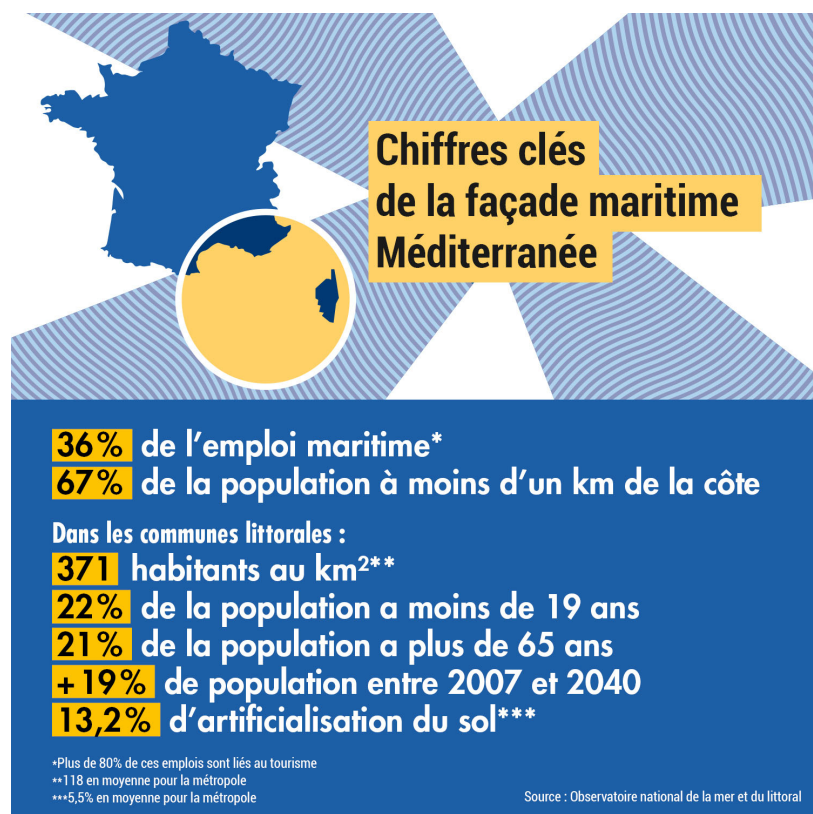 Chiffres clés
de la façade maritime
Méditerranée
36% de l'emploi maritime*
67% de la population à moins d'un km de la côte
Dans les communes littorales :
371 habitants au km²**
22% de la population a moins de 19 ans
21% de la population a plus de 65 ans
+19% de population entre 2007 et 2040
13,2% d'artificialisation du sol***
*Plus de 80% de ces emplois sont liés au tourisme
**118 en moyenne pour la métropole
***5,5% en moyenne pour la métropole
Source : Observatoire national de la mer et du littoral